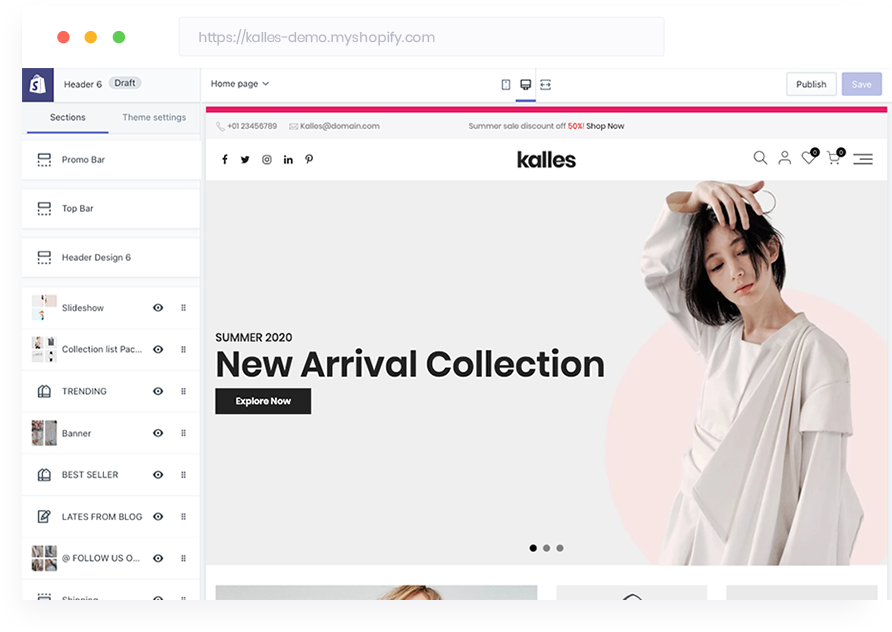 https://kalles-demo.myshopify.com
Header 6 Draft
Home page
Publish
Save
Sections
Theme settings
Promo Bar
Top Bar
Header Design 6
Slideshow
Collection list Pac...
TRENDING
Banner
BEST SELLER
LATES FROM BLOG
@ FOLLOW US O...
Shipping
+01 23456789
Kalles@domain.com
Summer sale discount off 50%! Shop Now
kalles
0
0
SUMMER 2020
New Arrival Collection
Explore Now